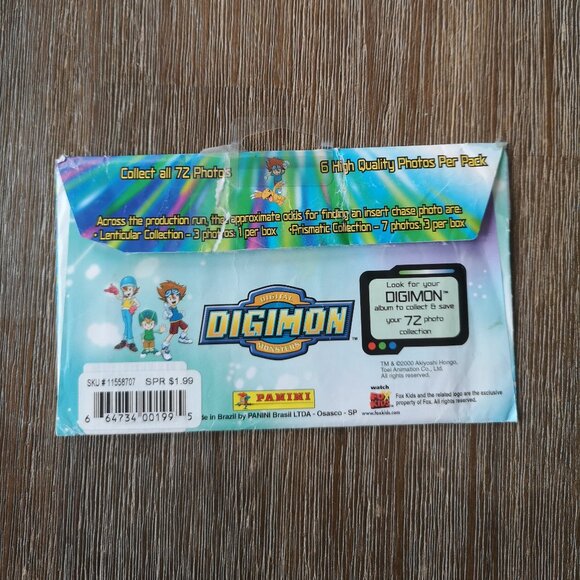 Collect all 72 Photos
6 High Quality Photos Per Pack
Across the production run, the approximate odds for finding an insert chase photo are:
• Lenticular Collection - 3 photos: 1 per box •Prismatic Collection - 7 photos: 3 per box
DIGITAL
DIGIMON™
MONSTERS
Look for your
DIGIMON™
album to collect & save
your 72 photo
collection
TM & ©2000 Akiyoshi Hongo,
Toei Animation Co., Ltd.
All rights reserved.
SKU #11558707 SPR $1.99
6 64734 00199 5
PANINI
de in Brazil by PANINI Brasil LTDA - Osasco - SP
watch
FOX KIDS
www.foxkids.com
Fox Kids and the related logo are the exclusive
property of Fox. All rights reserved.